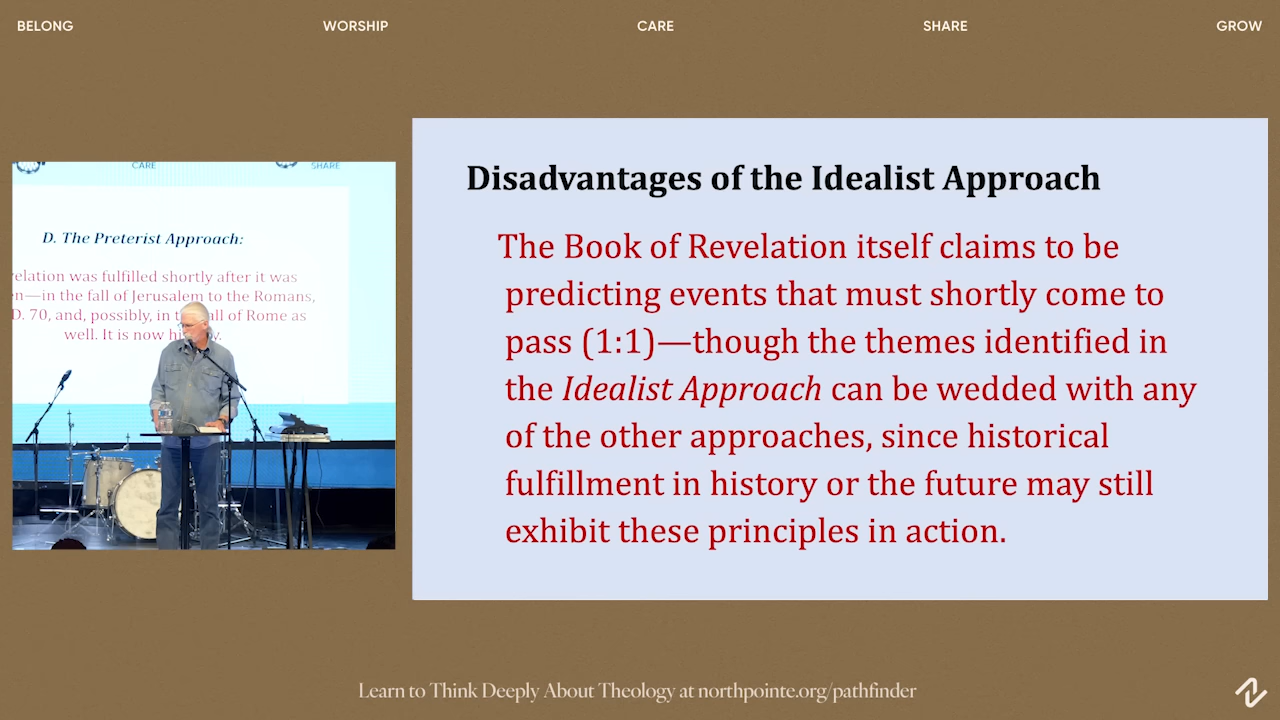 BELONG WORSHIP CARE SHARE GROW
CARE SHARE
D. The Preterist Approach:
was fulfilled shortly after it was
in the fall of Jerusalem to the Romans,
D. 70, and, possibly, in of Rome as
well. It is now
Disadvantages of the Idealist Approach
The Book of Revelation itself claims to be
predicting events that must shortly come to
pass (1:1)—though the themes identified in
the Idealist Approach can be wedded with any
of the other approaches, since historical
fulfillment in history or the future may still
exhibit these principles in action.
Learn to Think Deeply About Theology at northpointe.org/pathfinder